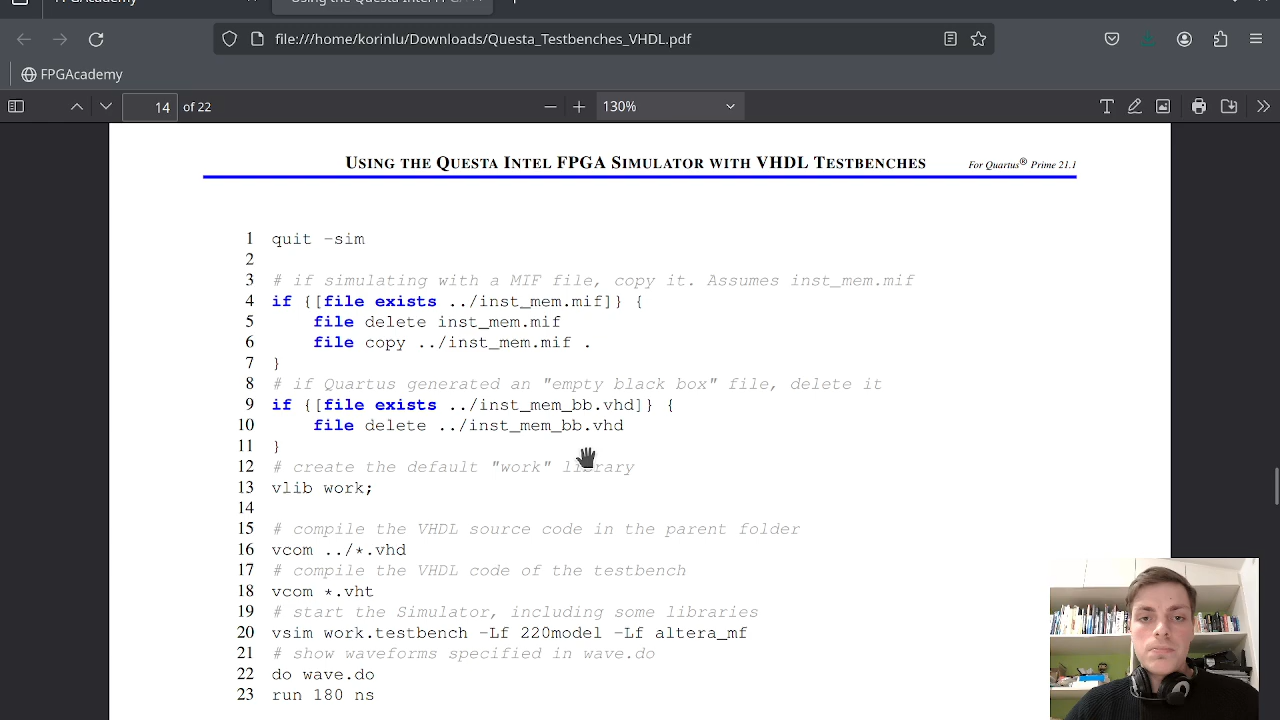 FPGAcademy
Using the Questa Intel FPGA
file:///home/korinlu/Downloads/Questa_Testbenches_VHDL.pdf
FPGAcademy
14 of 22
130%
USING THE QUESTA INTEL FPGA SIMULATOR WITH VHDL TESTBENCHES
For Quartus® Prime 21.1
1 quit -sim
2
3 # if simulating with a MIF file, copy it. Assumes inst_mem.mif
4 if {[file exists ../inst_mem.mif]} {
5 file delete inst_mem.mif
6 file copy ../inst_mem.mif .
7 }
8 # if Quartus generated an "empty black box" file, delete it
9 if {[file exists ../inst_mem_bb.vhd]} {
10 file delete ../inst_mem_bb.vhd
11 }
12 # create the default "work" library
13 vlib work;
14
15 # compile the VHDL source code in the parent folder
16 vcom ../*.vhd
17 # compile the VHDL code of the testbench
18 vcom *.vht
19 # start the Simulator, including some libraries
20 vsim work.testbench -Lf 220model -Lf altera_mf
21 # show waveforms specified in wave.do
22 do wave.do
23 run 180 ns